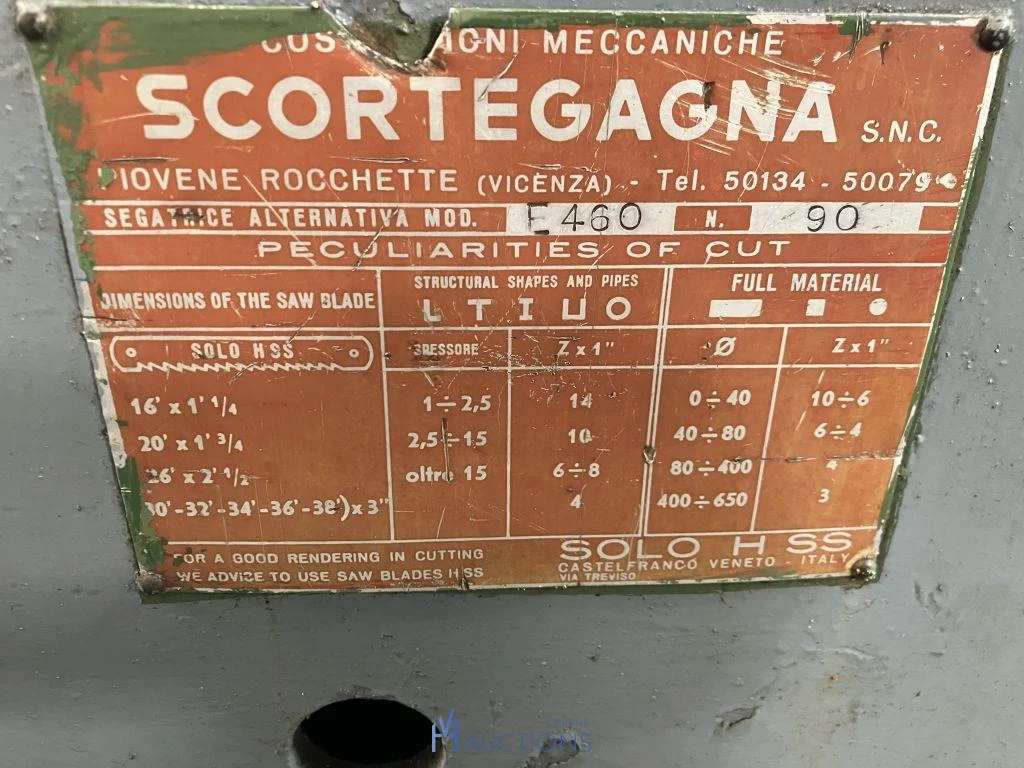 MECCANICHE
SCORTEGAGNA S.N.C.
PIOVENE ROCCHETTE (VICENZA) - Tel. 50134 - 50079
SEGATRICE ALTERNATIVA MOD. E460 N. 90
PECULIARITIES OF CUT
DIMENSIONS OF THE SAW BLADE
STRUCTURAL SHAPES AND PIPES
L T I U O
FULL MATERIAL
SOLO HSS
SPESSORE Z x 1" Ø Z x 1"
16' x 1' 1/4 1÷2,5 14 0÷40 10÷6
20' x 1' 3/4 2,5÷15 10 40÷80 6÷4
26' x 2' 1/2 oltre 15 6÷8 80÷400 4
30'-32'-34'-36'-38')x 3" 4 400÷650 3
FOR A GOOD RENDERING IN CUTTING
WE ADVICE TO USE SAW BLADES HSS
SOLO H SS
CASTELFRANCO VENETO - ITALY
VIA TREVISO
ONLINE
AUCTIONS